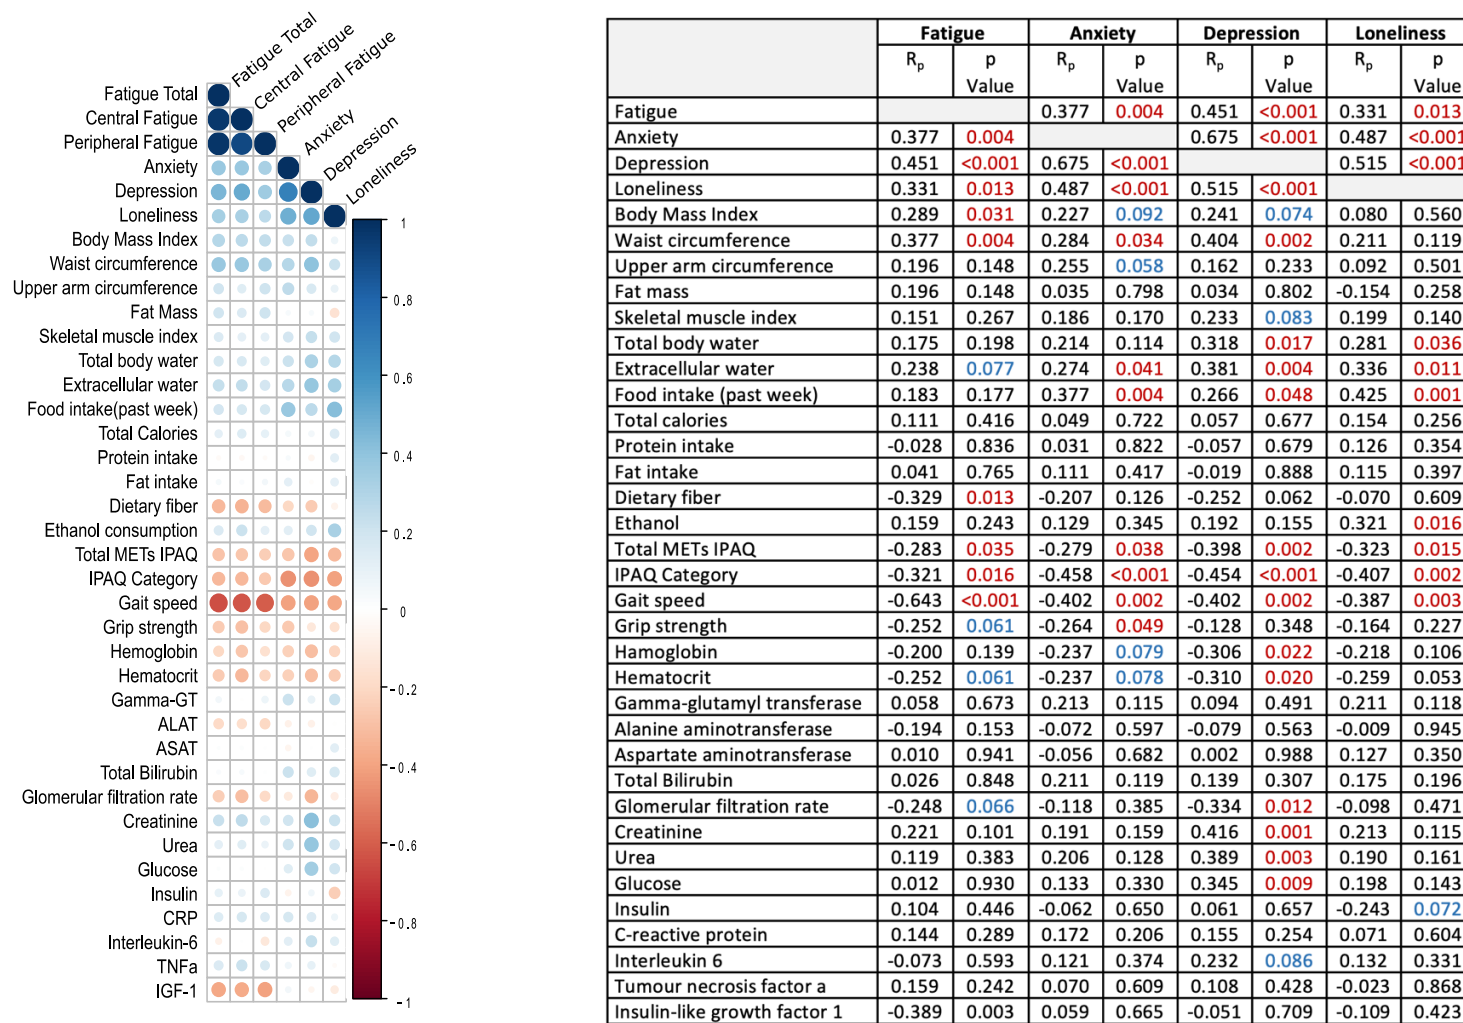 Fatigue Total
Central Fatigue
Peripheral Fatigue
Anxiety
Depression
Loneliness
Fatigue Total
Central Fatigue
Peripheral Fatigue
Anxiety
Depression
Loneliness
Body Mass Index
Waist circumference
Upper arm circumference
Fat Mass
Skeletal muscle index
Total body water
Extracellular water
Food intake(past week)
Total Calories
Protein intake
Fat intake
Dietary fiber
Ethanol consumption
Total METs IPAQ
IPAQ Category
Gait speed
Grip strength
Hemoglobin
Hematocrit
Gamma-GT
ALAT
ASAT
Total Bilirubin
Glomerular filtration rate
Creatinine
Urea
Glucose
Insulin
CRP
Interleukin-6
TNFa
IGF-1
1
0.8
0.6
0.4
0.2
0
-0.2
-0.4
-0.6
-0.8
-1
Fatigue Anxiety Depression Loneliness
Rp p Value Rp p Value Rp p Value Rp p Value
Fatigue 0.377 0.004 0.451 <0.001 0.331 0.013
Anxiety 0.377 0.004 0.675 <0.001 0.487 <0.001
Depression 0.451 <0.001 0.675 <0.001 0.515 <0.001
Loneliness 0.331 0.013 0.487 <0.001 0.515 <0.001
Body Mass Index 0.289 0.031 0.227 0.092 0.241 0.074 0.080 0.560
Waist circumference 0.377 0.004 0.284 0.034 0.404 0.002 0.211 0.119
Upper arm circumference 0.196 0.148 0.255 0.058 0.162 0.233 0.092 0.501
Fat mass 0.196 0.148 0.035 0.798 0.034 0.802 -0.154 0.258
Skeletal muscle index 0.151 0.267 0.186 0.170 0.233 0.083 0.199 0.140
Total body water 0.175 0.198 0.214 0.114 0.318 0.017 0.281 0.036
Extracellular water 0.238 0.077 0.274 0.041 0.381 0.004 0.336 0.011
Food intake (past week) 0.183 0.177 0.377 0.004 0.266 0.048 0.425 0.001
Total calories 0.111 0.416 0.049 0.722 0.057 0.677 0.154 0.256
Protein intake -0.028 0.836 0.031 0.822 -0.057 0.679 0.126 0.354
Fat intake 0.041 0.765 0.111 0.417 -0.019 0.888 0.115 0.397
Dietary fiber -0.329 0.013 -0.207 0.126 -0.252 0.062 -0.070 0.609
Ethanol 0.159 0.243 0.129 0.345 0.192 0.155 0.321 0.016
Total METs IPAQ -0.283 0.035 -0.279 0.038 -0.398 0.002 -0.323 0.015
IPAQ Category -0.321 0.016 -0.458 <0.001 -0.454 <0.001 -0.407 0.002
Gait speed -0.643 <0.001 -0.402 0.002 -0.402 0.002 -0.387 0.003
Grip strength -0.252 0.061 -0.264 0.049 -0.128 0.348 -0.164 0.227
Hamoglobin -0.200 0.139 -0.237 0.079 -0.306 0.022 -0.218 0.106
Hematocrit -0.252 0.061 -0.237 0.078 -0.310 0.020 -0.259 0.053
Gamma-glutamyl transferase 0.058 0.673 0.213 0.115 0.094 0.491 0.211 0.118
Alanine aminotransferase -0.194 0.153 -0.072 0.597 -0.079 0.563 -0.009 0.945
Aspartate aminotransferase 0.010 0.941 -0.056 0.682 0.002 0.988 0.127 0.350
Total Bilirubin 0.026 0.848 0.211 0.119 0.139 0.307 0.175 0.196
Glomerular filtration rate -0.248 0.066 -0.118 0.385 -0.334 0.012 -0.098 0.471
Creatinine 0.221 0.101 0.191 0.159 0.416 0.001 0.213 0.115
Urea 0.119 0.383 0.206 0.128 0.389 0.003 0.190 0.161
Glucose 0.012 0.930 0.133 0.330 0.345 0.009 0.198 0.143
Insulin 0.104 0.446 -0.062 0.650 0.061 0.657 -0.243 0.072
C-reactive protein 0.144 0.289 0.172 0.206 0.155 0.254 0.071 0.604
Interleukin 6 -0.073 0.593 0.121 0.374 0.232 0.086 0.132 0.331
Tumour necrosis factor a 0.159 0.242 0.070 0.609 0.108 0.428 -0.023 0.868
Insulin-like growth factor 1 -0.389 0.003 0.059 0.665 -0.051 0.709 -0.109 0.423